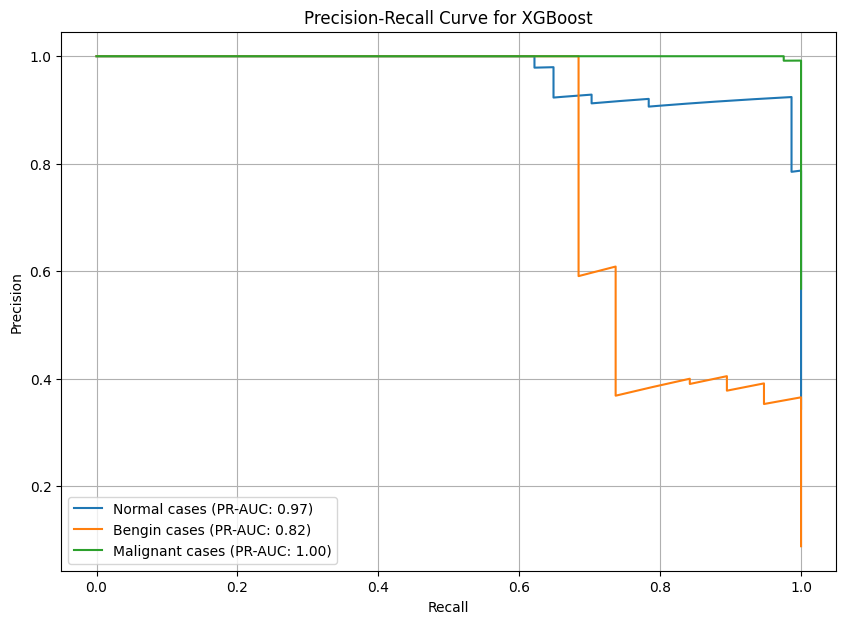 Precision-Recall Curve for XGBoost
1.0
0.8
0.6
0.4
0.2
Precision
Normal cases (PR-AUC: 0.97)
Bengin cases (PR-AUC: 0.82)
Malignant cases (PR-AUC: 1.00)
0.0 0.2 0.4 0.6 0.8 1.0
Recall